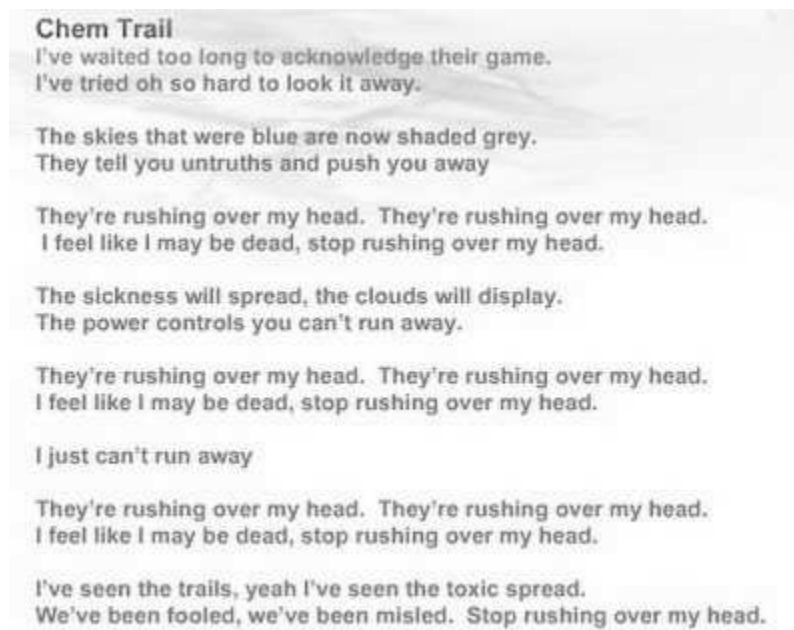 Chem Trail
I've waited too long to acknowledge their game.
I've tried oh so hard to look it away.
The skies that were blue are now shaded grey.
They tell you untruths and push you away
They're rushing over my head. They're rushing over my head.
I feel like I may be dead, stop rushing over my head.
The sickness will spread, the clouds will display.
The power controls you can't run away.
They're rushing over my head. They're rushing over my head.
I feel like I may be dead, stop rushing over my head.
I just can't run away
They're rushing over my head. They're rushing over my head.
I feel like I may be dead, stop rushing over my head.
I've seen the trails, yeah I've seen the toxic spread.
We've been fooled, we've been misled. Stop rushing over my head.